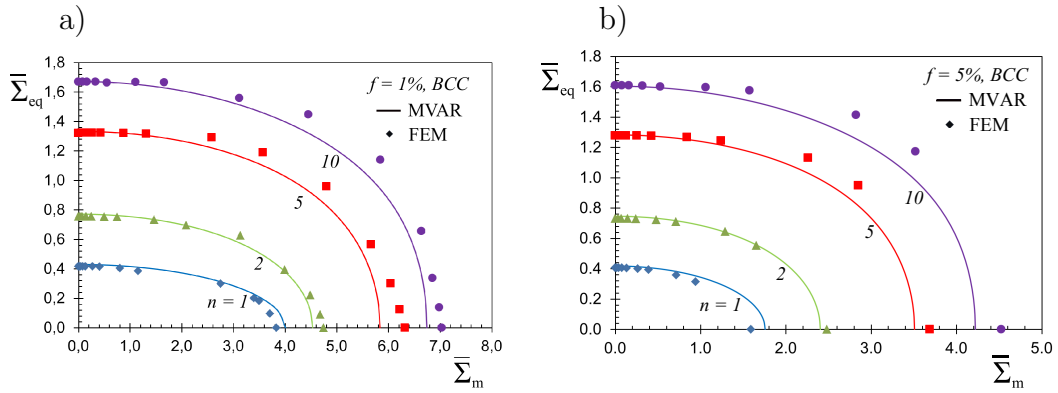 a)
1,8
1,6
1,4
1,2
1,0
0,8
0,6
0,4
0,2
0,0
Σ̅eq
f = 1%, BCC
MVAR
FEM
10
5
2
n = 1
0,0 1,0 2,0 3,0 4,0 5,0 6,0 7,0 8,0
Σ̅m
b)
1.8
1.6
1.4
1.2
1.0
0.8
0.6
0.4
0.2
0.0
Σ̅eq
f = 5%, BCC
MVAR
FEM
10
5
2
n = 1
0.0 1.0 2.0 3.0 4.0 5.0
Σ̅m